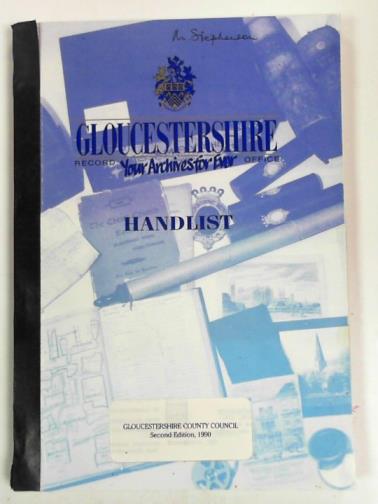 M Stephenson
GLOUCESTERSHIRE
RECORD Your Archives for Ever OFFICE
HANDLIST
GLOUCESTERSHIRE COUNTY COUNCIL
Second Edition, 1990